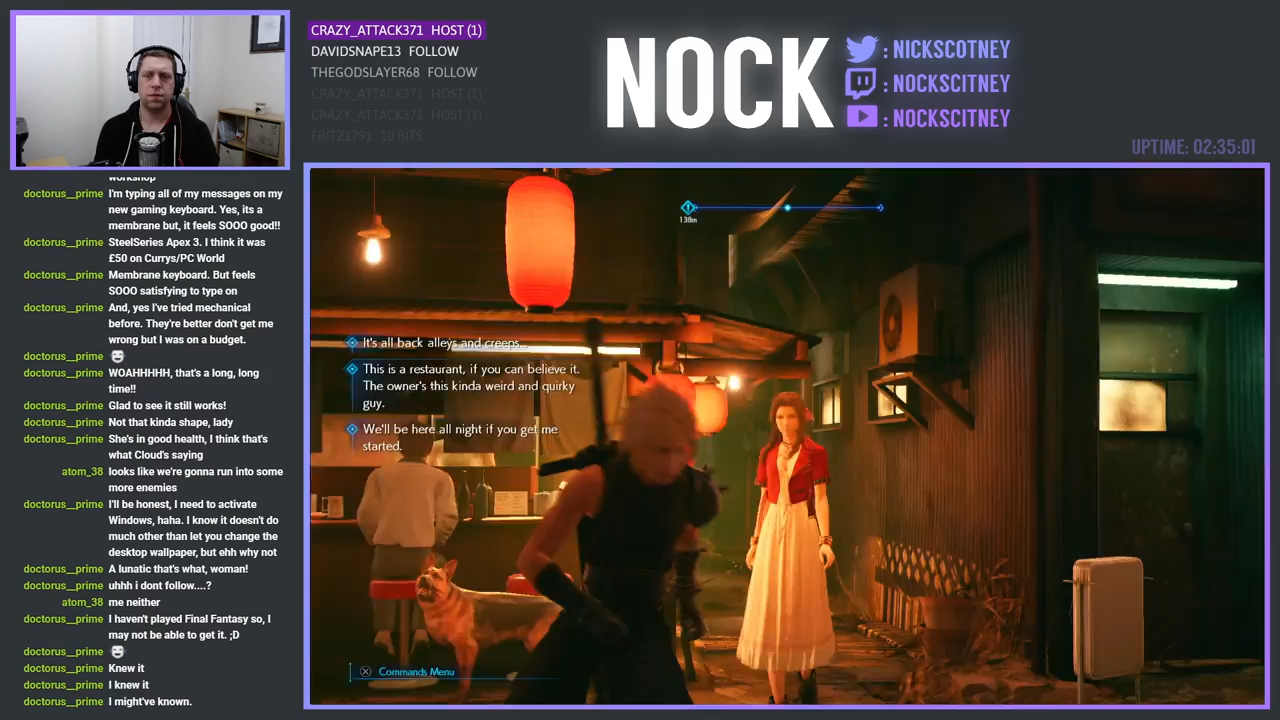 CRAZY_ATTACK371 HOST (1)
DAVIDSNAPE13 FOLLOW
THEGODSLAYER68 FOLLOW
CRAZY_ATTACK371 HOST (1)
CRAZY_ATTACK371 HOST (1)
FRITZ1791 10 BITS
NOCK
: NICKSCOTNEY
: NOCKSCITNEY
: NOCKSCITNEY
UPTIME: 02:35:01
workshop
doctorus__prime I'm typing all of my messages on my
new gaming keyboard. Yes, its a
membrane but, it feels SOOO good!!
doctorus__prime SteelSeries Apex 3. I think it was
£50 on Currys/PC World
doctorus__prime Membrane keyboard. But feels
SOOO satisfying to type on
doctorus__prime And, yes I've tried mechanical
before. They're better don't get me
wrong but I was on a budget.
doctorus__prime
doctorus__prime WOAHHHHH, that's a long, long
time!!
doctorus__prime Glad to see it still works!
doctorus__prime Not that kinda shape, lady
doctorus__prime She's in good health, I think that's
what Cloud's saying
atom_38 looks like we're gonna run into some
more enemies
doctorus__prime I'll be honest, I need to activate
Windows, haha. I know it doesn't do
much other than let you change the
desktop wallpaper, but ehh why not
doctorus__prime A lunatic that's what, woman!
doctorus__prime uhhh i dont follow....?
atom_38 me neither
doctorus__prime I haven't played Final Fantasy so, I
may not be able to get it. ;D
doctorus__prime
doctorus__prime Knew it
doctorus__prime I knew it
doctorus__prime I might've known.
138m
It's all back alleys and creeps...
This is a restaurant, if you can believe it.
The owner's this kinda weird and quirky
guy.
We'll be here all night if you get me
started.
Commands Menu